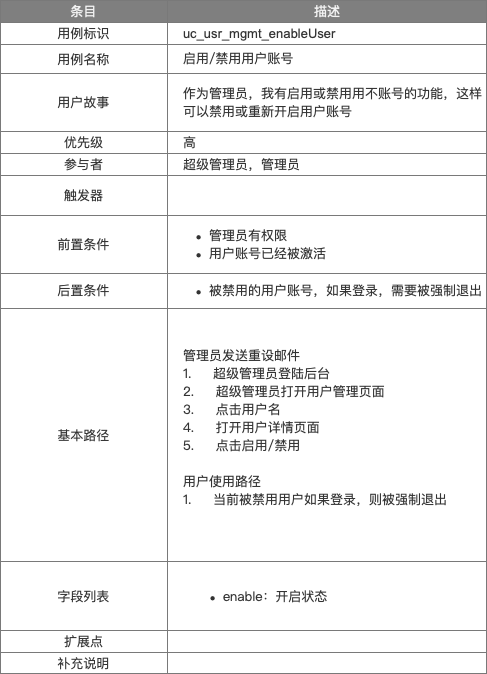 条目 描述
用例标识 uc_usr_mgmt_enableUser
用例名称 启用/禁用用户账号
用户故事 作为管理员，我有启用或禁用用不账号的功能，这样
可以禁用或重新开启用户账号
优先级 高
参与者 超级管理员，管理员
触发器
前置条件
• 管理员有权限
• 用户账号已经被激活
后置条件 • 被禁用的用户账号，如果登录，需要被强制退出
基本路径
管理员发送重设邮件
1. 超级管理员登陆后台
2. 超级管理员打开用户管理页面
3. 点击用户名
4. 打开用户详情页面
5. 点击启用/禁用
用户使用路径
1. 当前被禁用用户如果登录，则被强制退出
字段列表 • enable：开启状态
扩展点
补充说明